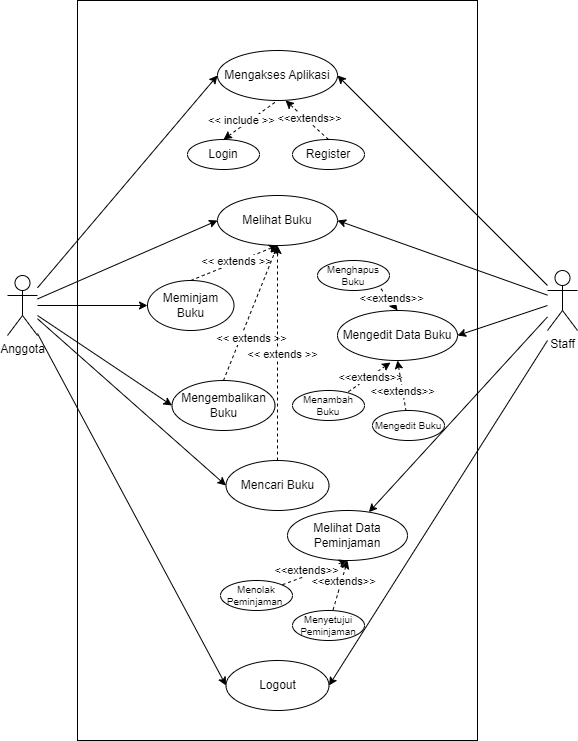 Mengakses Aplikasi
<< include >>
<<extends>>
Login
Register
Melihat Buku
<< extends >>
Menghapus
Buku
<<extends>>
Meminjam
Buku
Anggota
Staff
<< extends >>
Mengedit Data Buku
<< extends >>
<<extends>>
<<extends>>
Mengembalikan
Buku
Menambah
Buku
Mengedit Buku
Mencari Buku
Melihat Data
Peminjaman
<<extends>>
<<extends>>
Menolak
Peminjaman
Menyetujui
Peminjaman
Logout